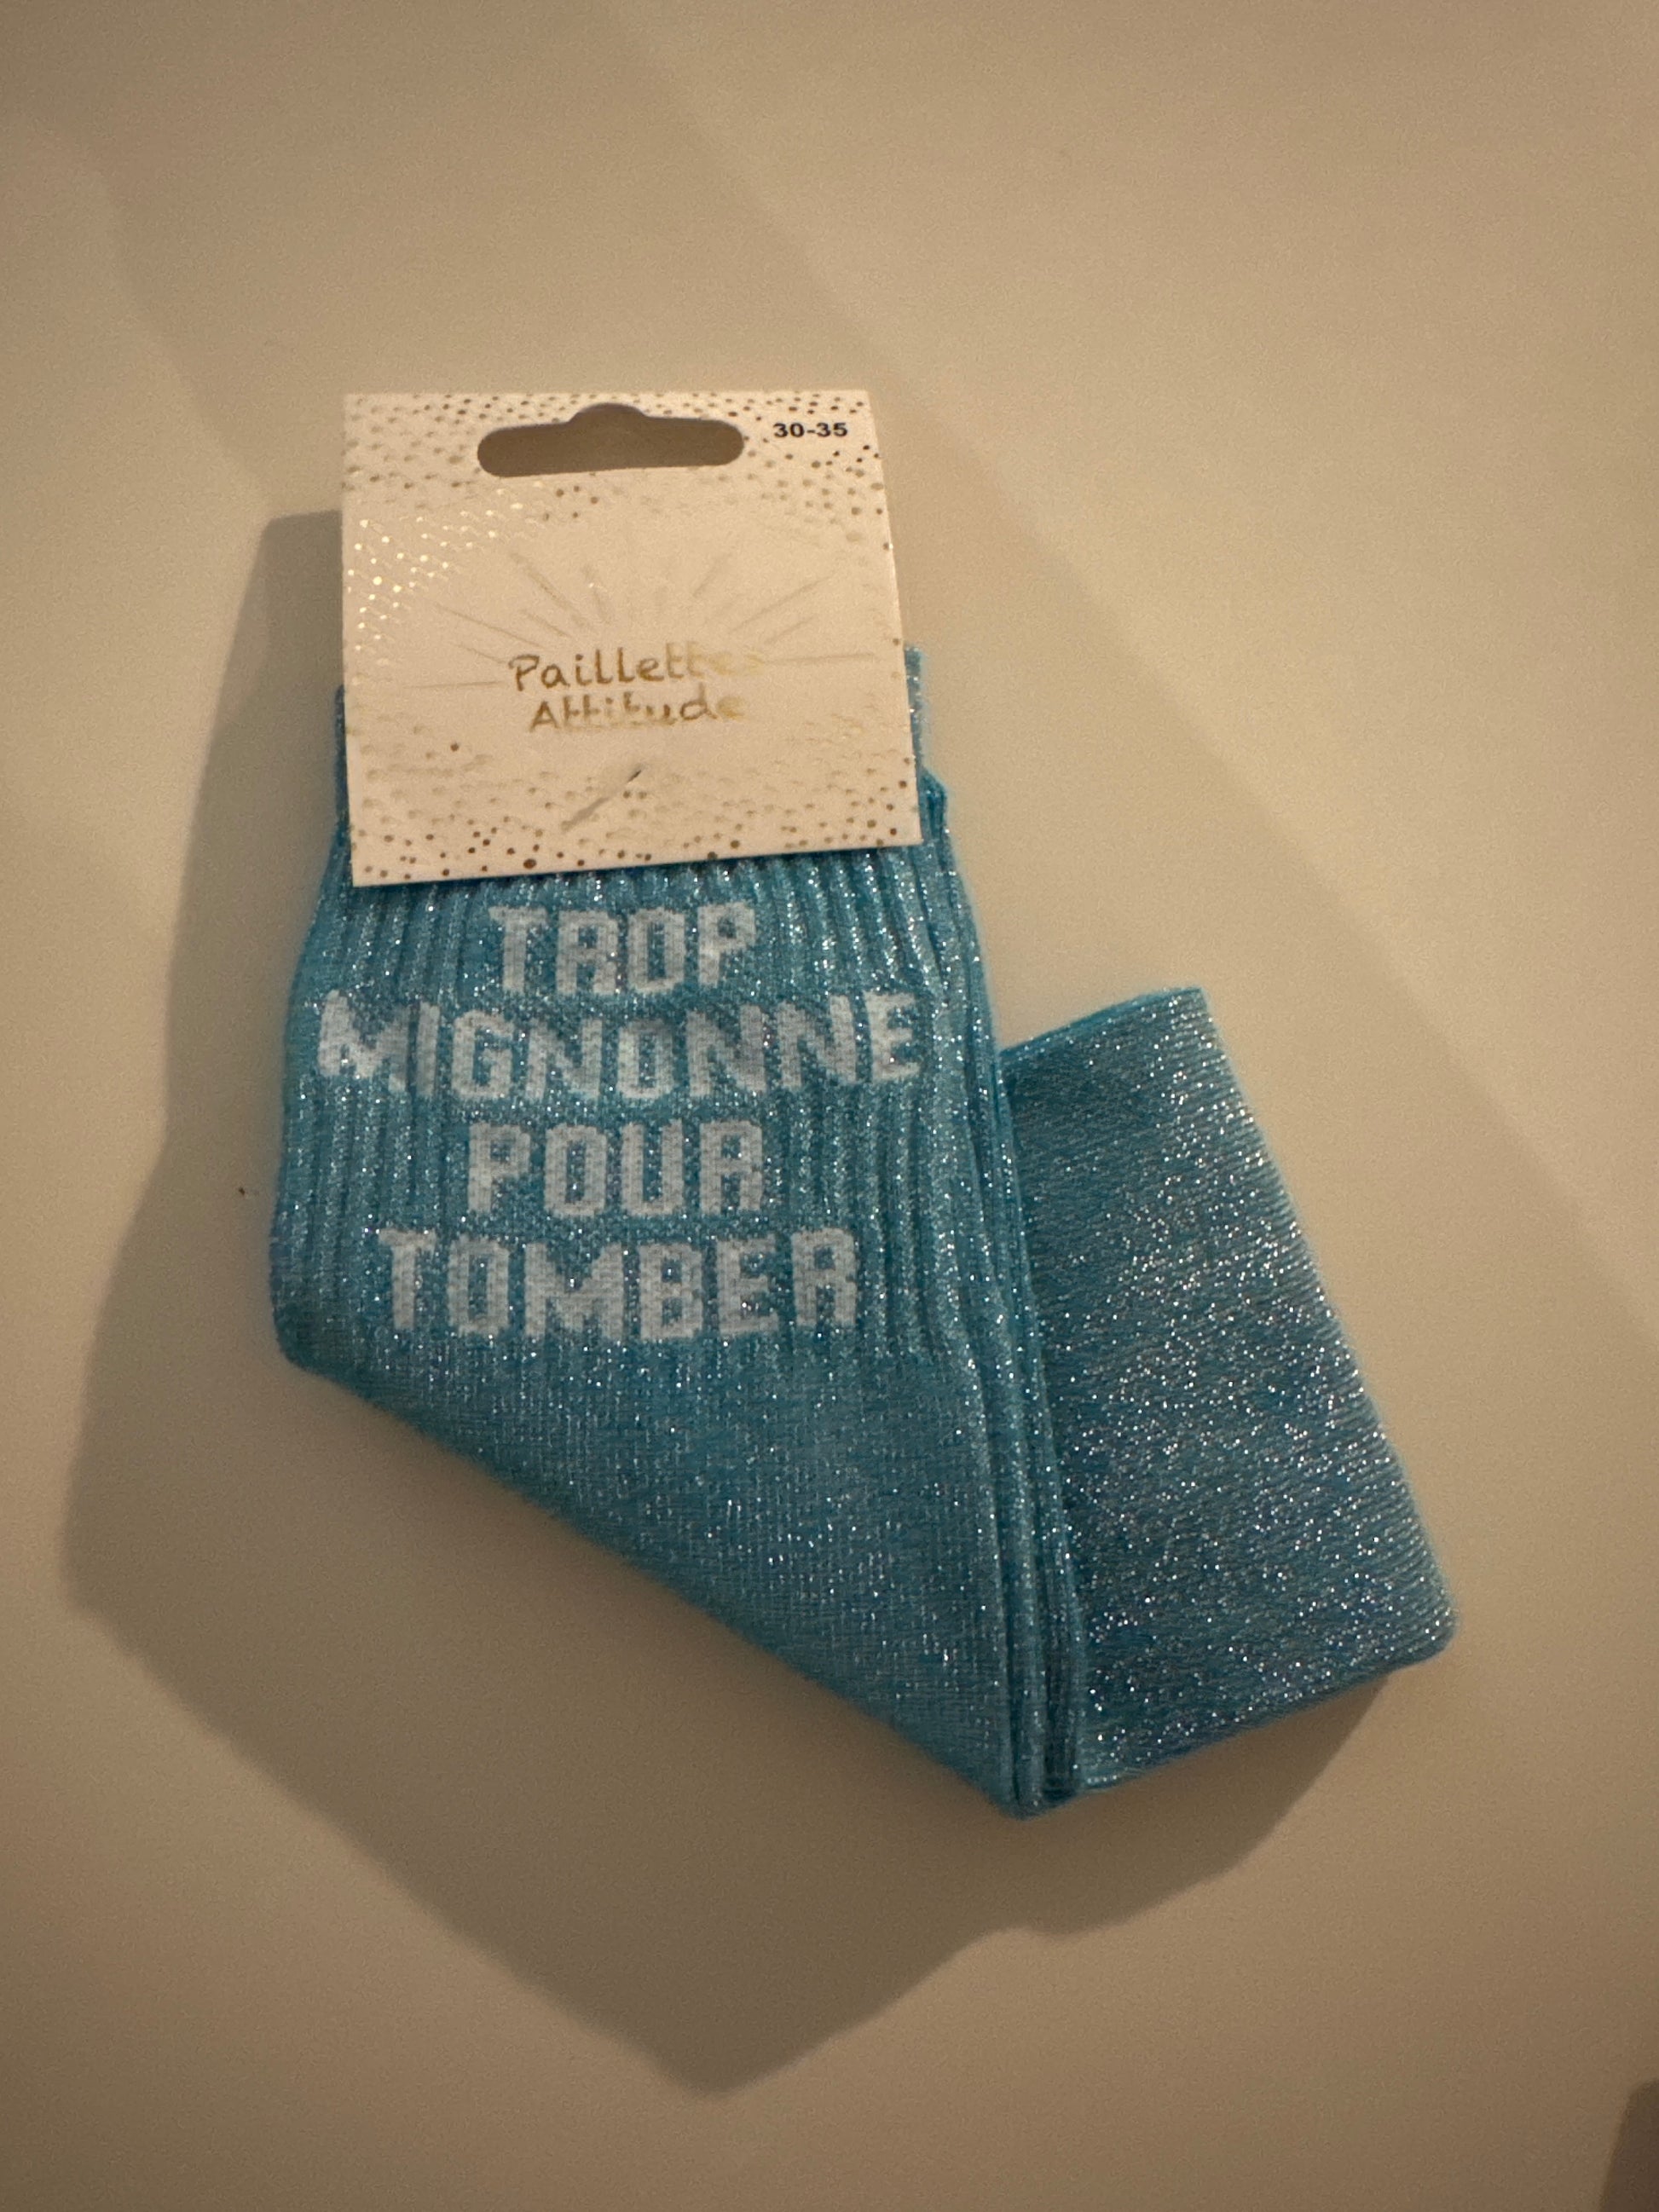 30-35
Paillettes
Attitude
TROP
MIGNONNE
POUR
TOMBER